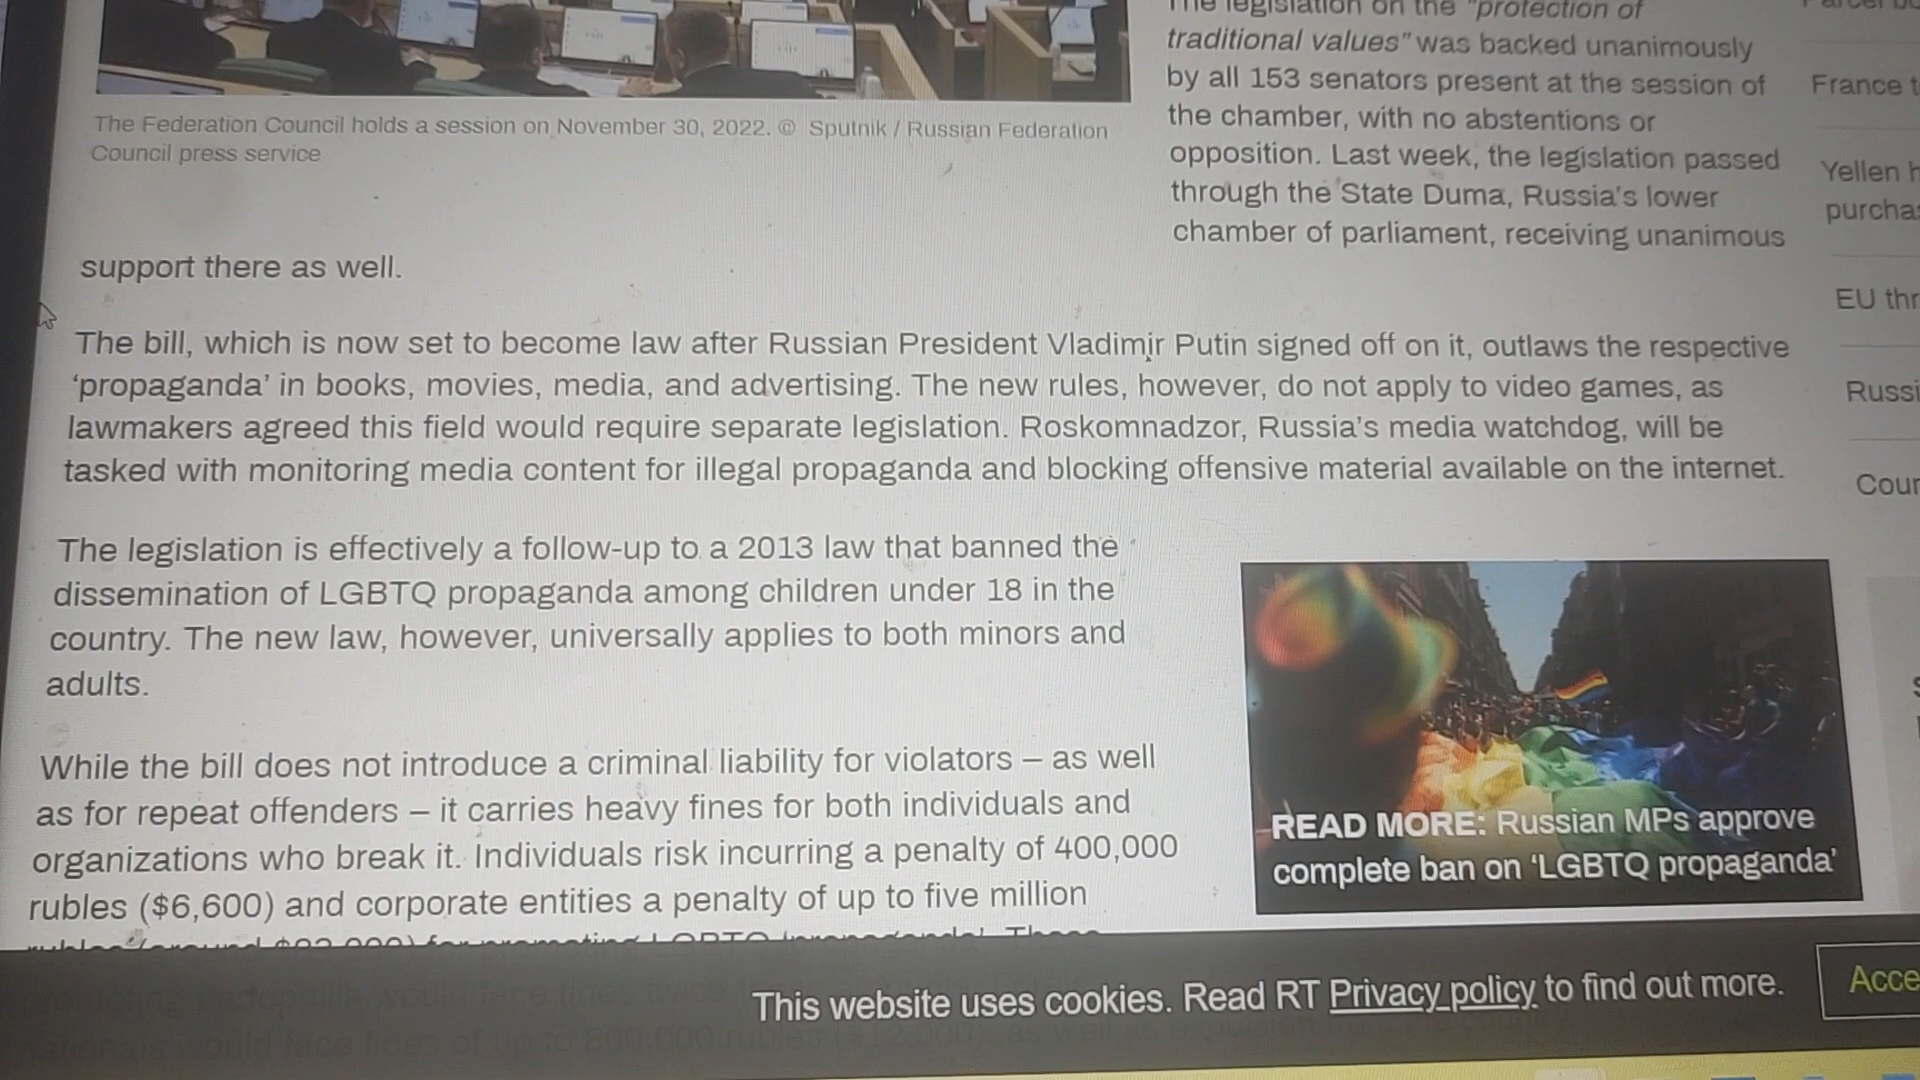 The legislation on the "protection of
traditional values" was backed unanimously
by all 153 senators present at the session of
the chamber, with no abstentions or
opposition. Last week, the legislation passed
through the State Duma, Russia's lower
chamber of parliament, receiving unanimous
The Federation Council holds a session on November 30, 2022. © Sputnik / Russian Federation
Council press service
support there as well.
The bill, which is now set to become law after Russian President Vladimir Putin signed off on it, outlaws the respective
'propaganda' in books, movies, media, and advertising. The new rules, however, do not apply to video games, as
lawmakers agreed this field would require separate legislation. Roskomnadzor, Russia's media watchdog, will be
tasked with monitoring media content for illegal propaganda and blocking offensive material available on the internet.
The legislation is effectively a follow-up to a 2013 law that banned the
dissemination of LGBTQ propaganda among children under 18 in the
country. The new law, however, universally applies to both minors and
adults.
While the bill does not introduce a criminal liability for violators – as well
as for repeat offenders – it carries heavy fines for both individuals and
organizations who break it. Individuals risk incurring a penalty of 400,000
rubles ($6,600) and corporate entities a penalty of up to five million
READ MORE: Russian MPs approve
complete ban on 'LGBTQ propaganda'
France t
Yellen h
purchas
EU thr
Russi
Cour
This website uses cookies. Read RT Privacy policy to find out more.
Acce